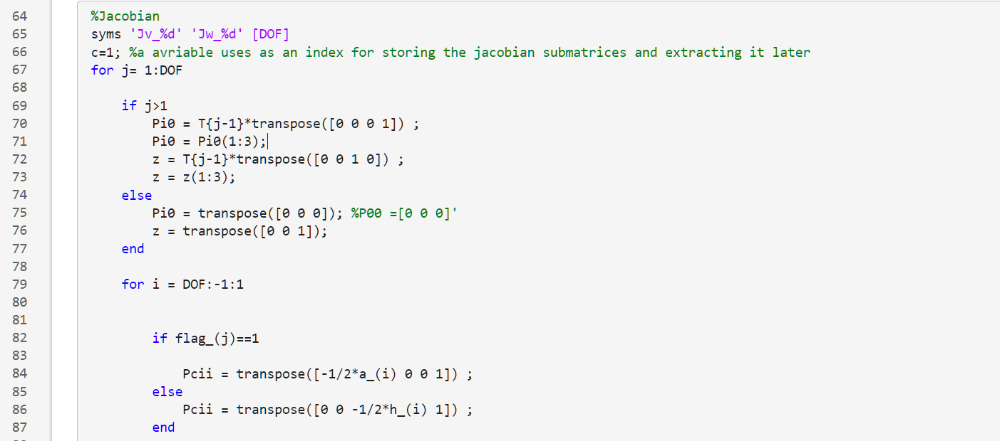 64 %Jacobian
65 syms 'Jv_%d' 'Jw_%d' [DOF]
66 c=1; %a avriable uses as an index for storing the jacobian submatrices and extracting it later
67 for j= 1:DOF
68
69 if j>1
70 Pi0 = T{j-1}*transpose([0 0 0 1]) ;
71 Pi0 = Pi0(1:3);
72 z = T{j-1}*transpose([0 0 1 0]) ;
73 z = z(1:3);
74 else
75 Pi0 = transpose([0 0 0]); %P00 =[0 0 0]'
76 z = transpose([0 0 1]);
77 end
78
79 for i = DOF:-1:1
80
81
82 if flag_(j)==1
83
84 Pcii = transpose([-1/2*a_(i) 0 0 1]) ;
85 else
86 Pcii = transpose([0 0 -1/2*h_(i) 1]) ;
87 end